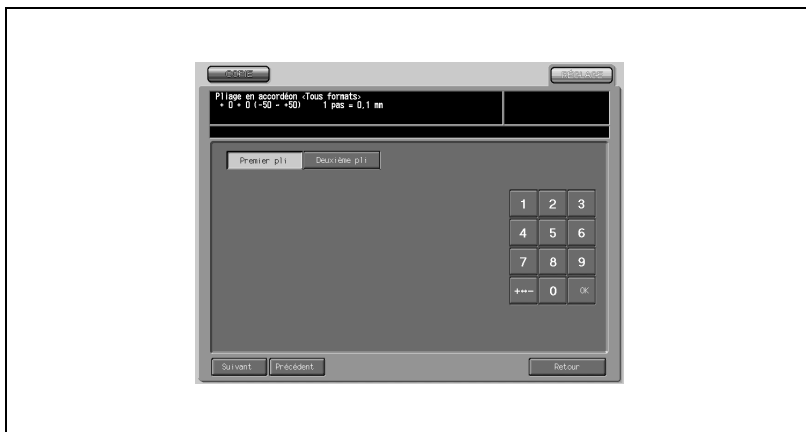 COPIE RÉGLAGE
Pliage en accordéon <Tous formats>
+ 0 + 0 (-50 - +50) 1 pas = 0,1 mm
Premier pli Deuxième pli
1 2 3
4 5 6
7 8 9
+↔- 0 OK
Suivant Précédent Retour